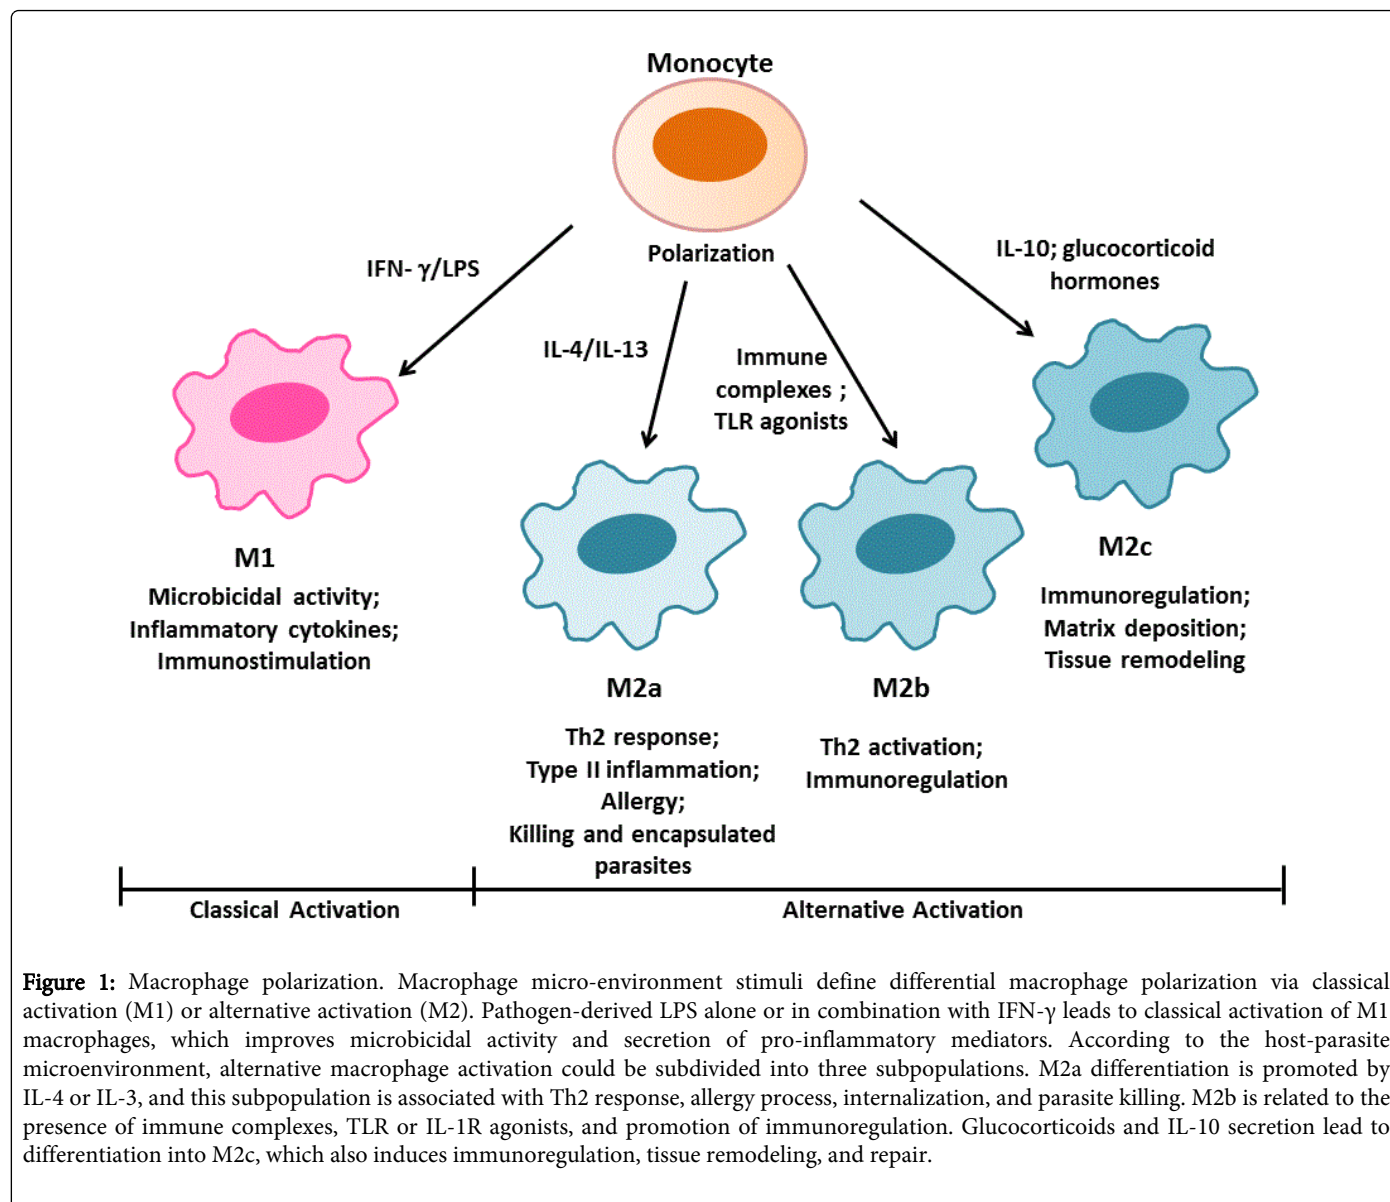 Monocyte
Polarization
IFN- γ/LPS
IL-4/IL-13
Immune
complexes ;
TLR agonists
IL-10; glucocorticoid
hormones
M1
Microbicidal activity;
Inflammatory cytokines;
Immunostimulation
M2a
Th2 response;
Type II inflammation;
Allergy;
Killing and encapsulated
parasites
M2b
Th2 activation;
Immunoregulation
M2c
Immunoregulation;
Matrix deposition;
Tissue remodeling
Classical Activation
Alternative Activation
Figure 1: Macrophage polarization. Macrophage micro-environment stimuli define differential macrophage polarization via classical
activation (M1) or alternative activation (M2). Pathogen-derived LPS alone or in combination with IFN-γ leads to classical activation of M1
macrophages, which improves microbicidal activity and secretion of pro-inflammatory mediators. According to the host-parasite
microenvironment, alternative macrophage activation could be subdivided into three subpopulations. M2a differentiation is promoted by
IL-4 or IL-3, and this subpopulation is associated with Th2 response, allergy process, internalization, and parasite killing. M2b is related to the
presence of immune complexes, TLR or IL-1R agonists, and promotion of immunoregulation. Glucocorticoids and IL-10 secretion lead to
differentiation into M2c, which also induces immunoregulation, tissue remodeling, and repair.